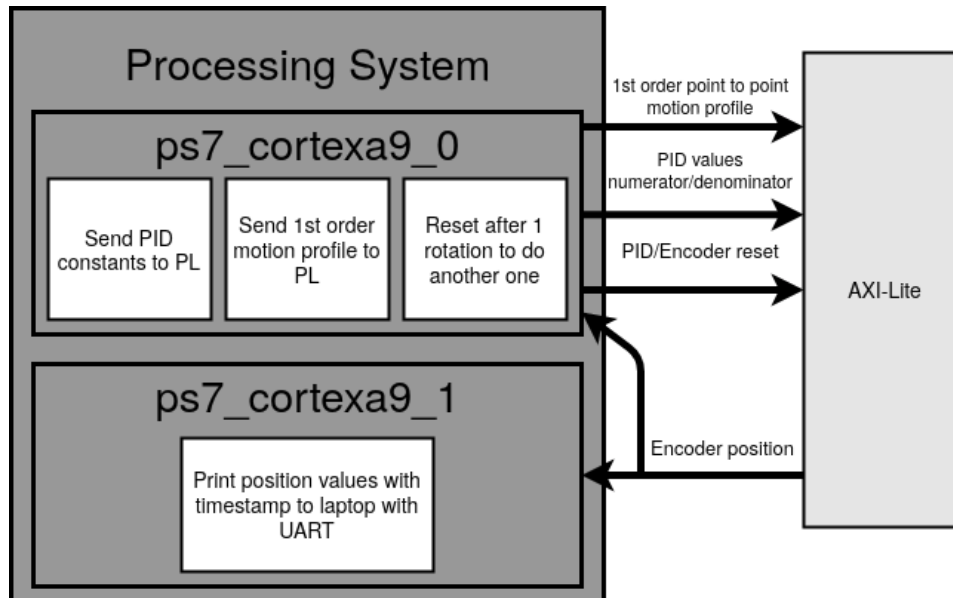 Processing System
ps7_cortexa9_0
Send PID
constants to PL
Send 1st order
motion profile to
PL
Reset after 1
rotation to do
another one
1st order point to point
motion profile
PID values
numerator/denominator
PID/Encoder reset
AXI-Lite
ps7_cortexa9_1
Print position values with
timestamp to laptop with
UART
Encoder position